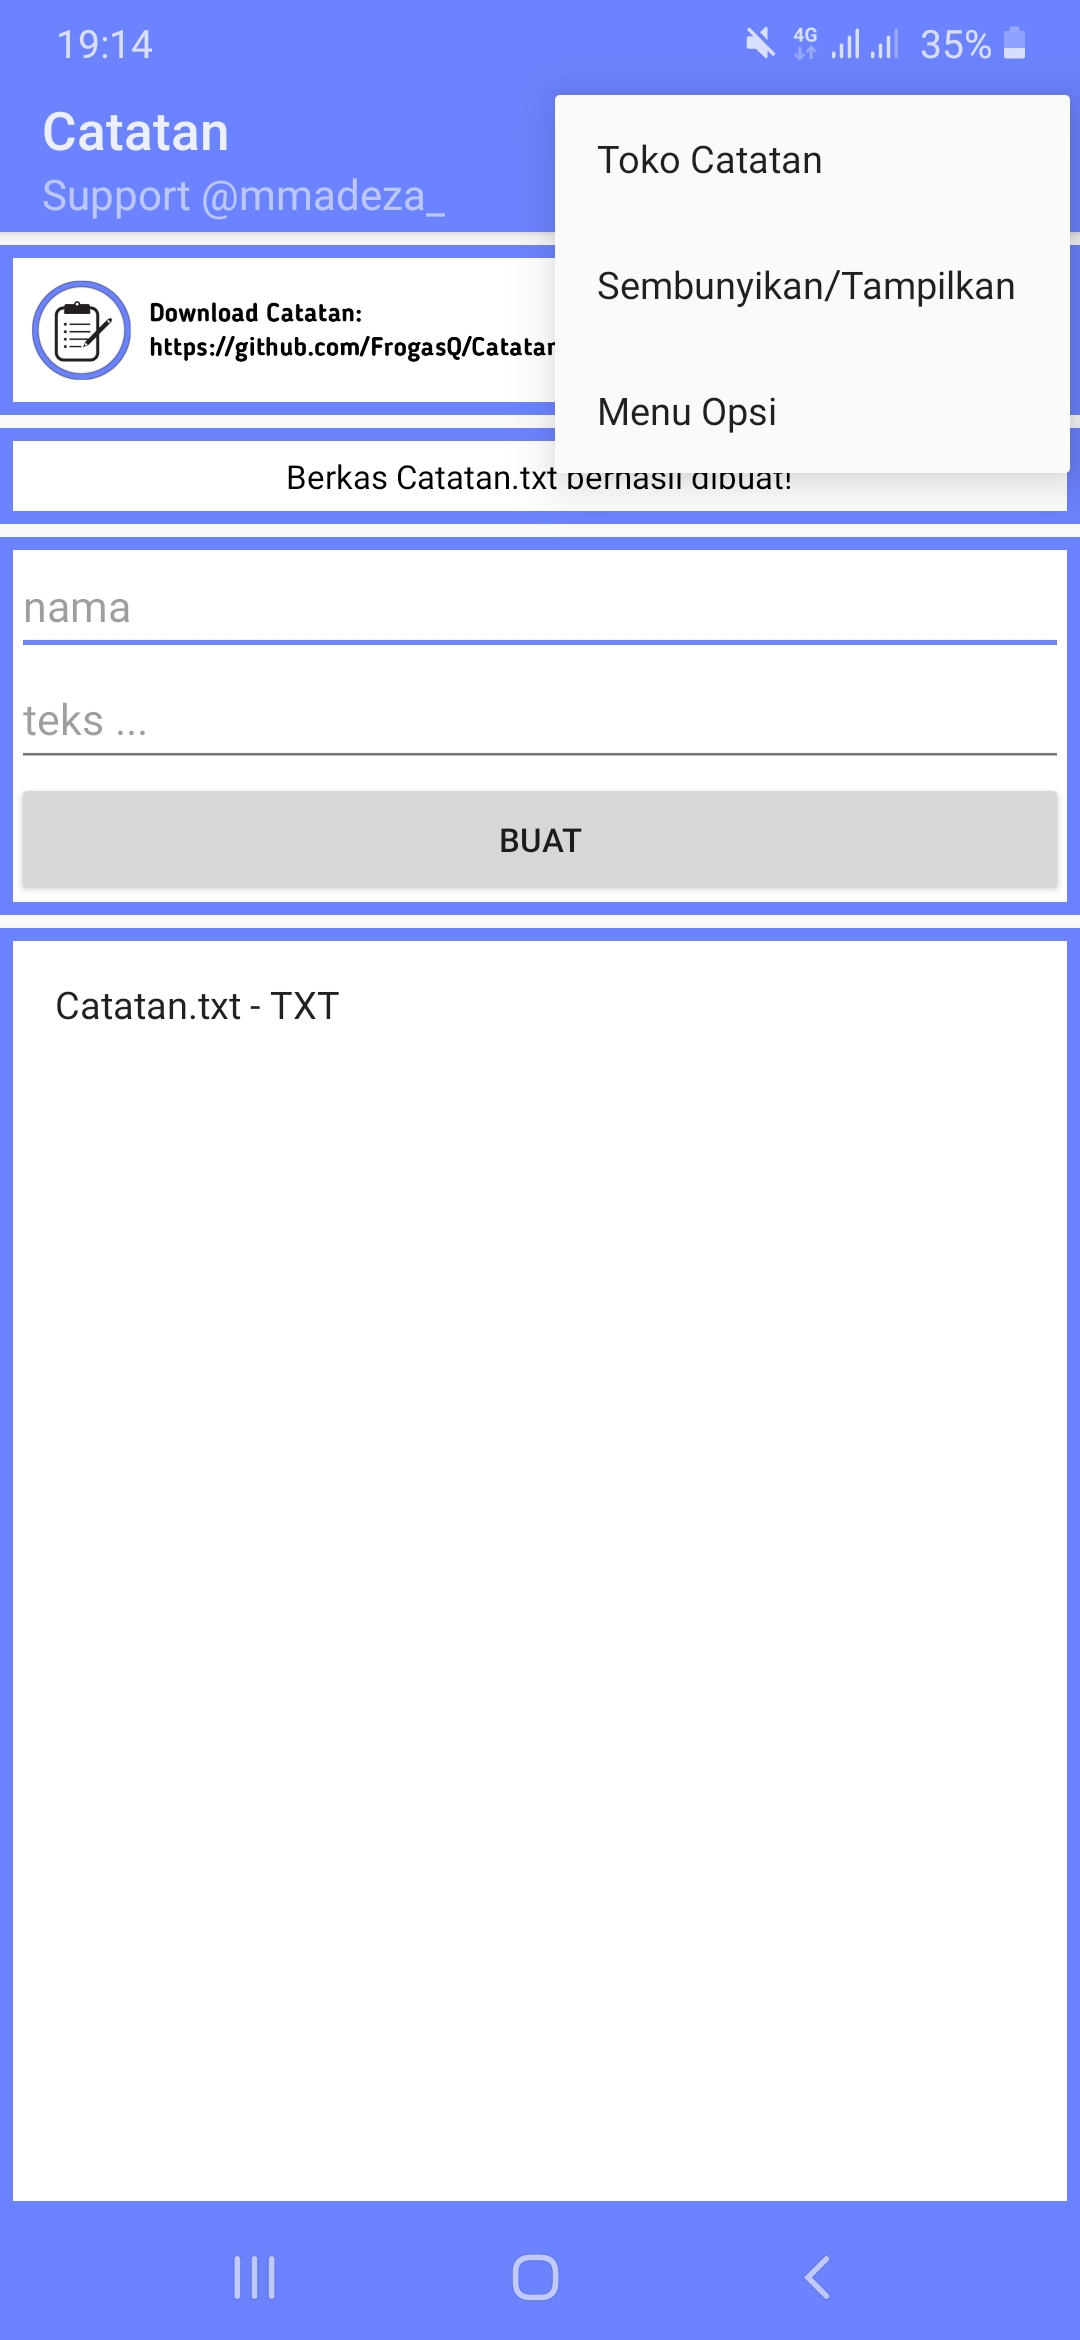 19:14
4G
35%
Catatan
Support @mmadeza_
Toko Catatan
Sembunyikan/Tampilkan
Menu Opsi
Download Catatan:
https://github.com/FrogasQ/Catatan
Berkas Catatan.txt berhasil dibuat!
nama
teks ...
BUAT
Catatan.txt - TXT